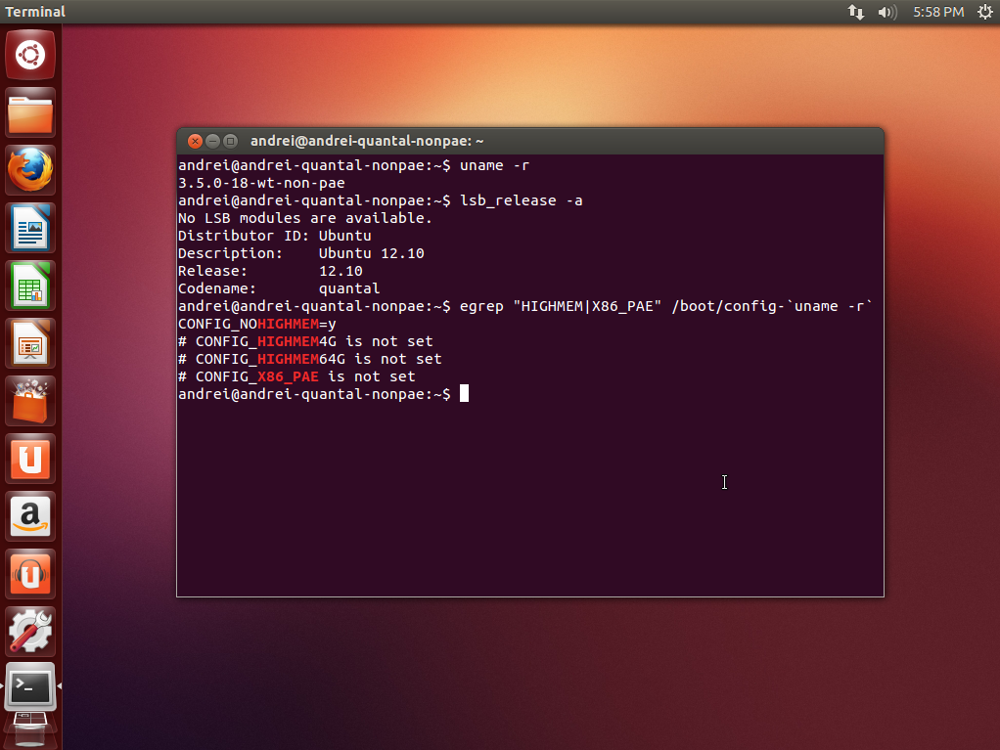 Terminal
5:58 PM
andrei@andrei-quantal-nonpae: ~
andrei@andrei-quantal-nonpae:~$ uname -r
3.5.0-18-wt-non-pae
andrei@andrei-quantal-nonpae:~$ lsb_release -a
No LSB modules are available.
Distributor ID: Ubuntu
Description:    Ubuntu 12.10
Release:        12.10
Codename:       quantal
andrei@andrei-quantal-nonpae:~$ egrep "HIGHMEM|X86_PAE" /boot/config-`uname -r`
CONFIG_NOHIGHMEM=y
# CONFIG_HIGHMEM4G is not set
# CONFIG_HIGHMEM64G is not set
# CONFIG_X86_PAE is not set
andrei@andrei-quantal-nonpae:~$